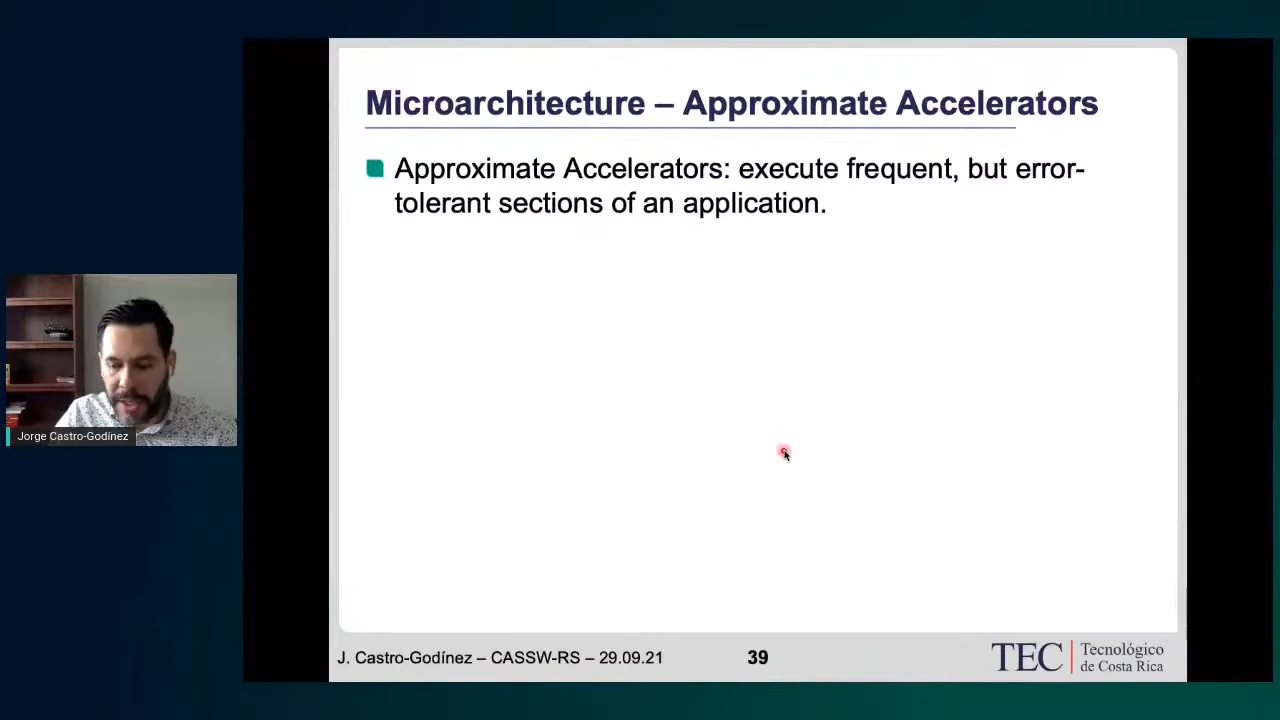 Microarchitecture – Approximate Accelerators
Approximate Accelerators: execute frequent, but error-
tolerant sections of an application.
Jorge Castro-Godínez
J. Castro-Godínez – CASSW-RS – 29.09.21
39
TEC
Tecnológico
de Costa Rica